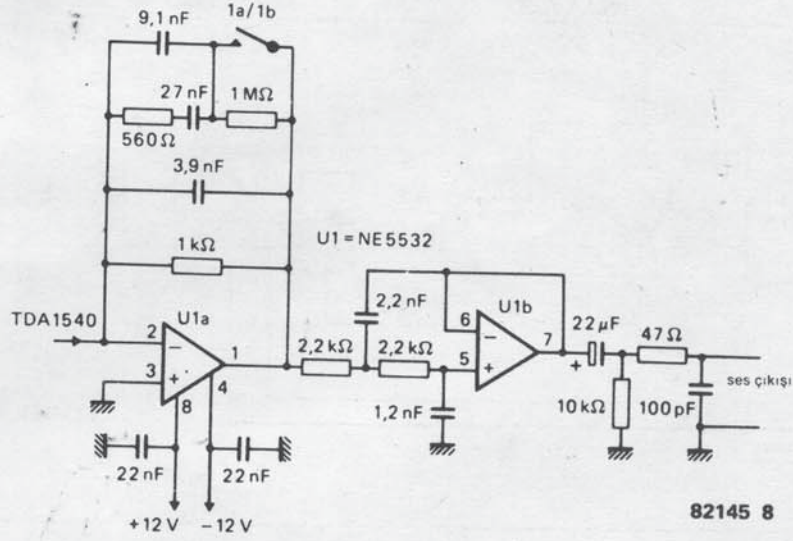 9,1 nF
1a/1b
27 nF
1 MΩ
560 Ω
3,9 nF
1 kΩ
U1 = NE5532
TDA1540
U1a
2
−
3
+
1
8
4
22 nF
22 nF
+12 V
−12 V
2,2 nF
2,2 kΩ
2,2 kΩ
1,2 nF
U1b
6
−
5
+
7
22 µF
+
47 Ω
10 kΩ
100 pF
ses çıkışı
82145 8